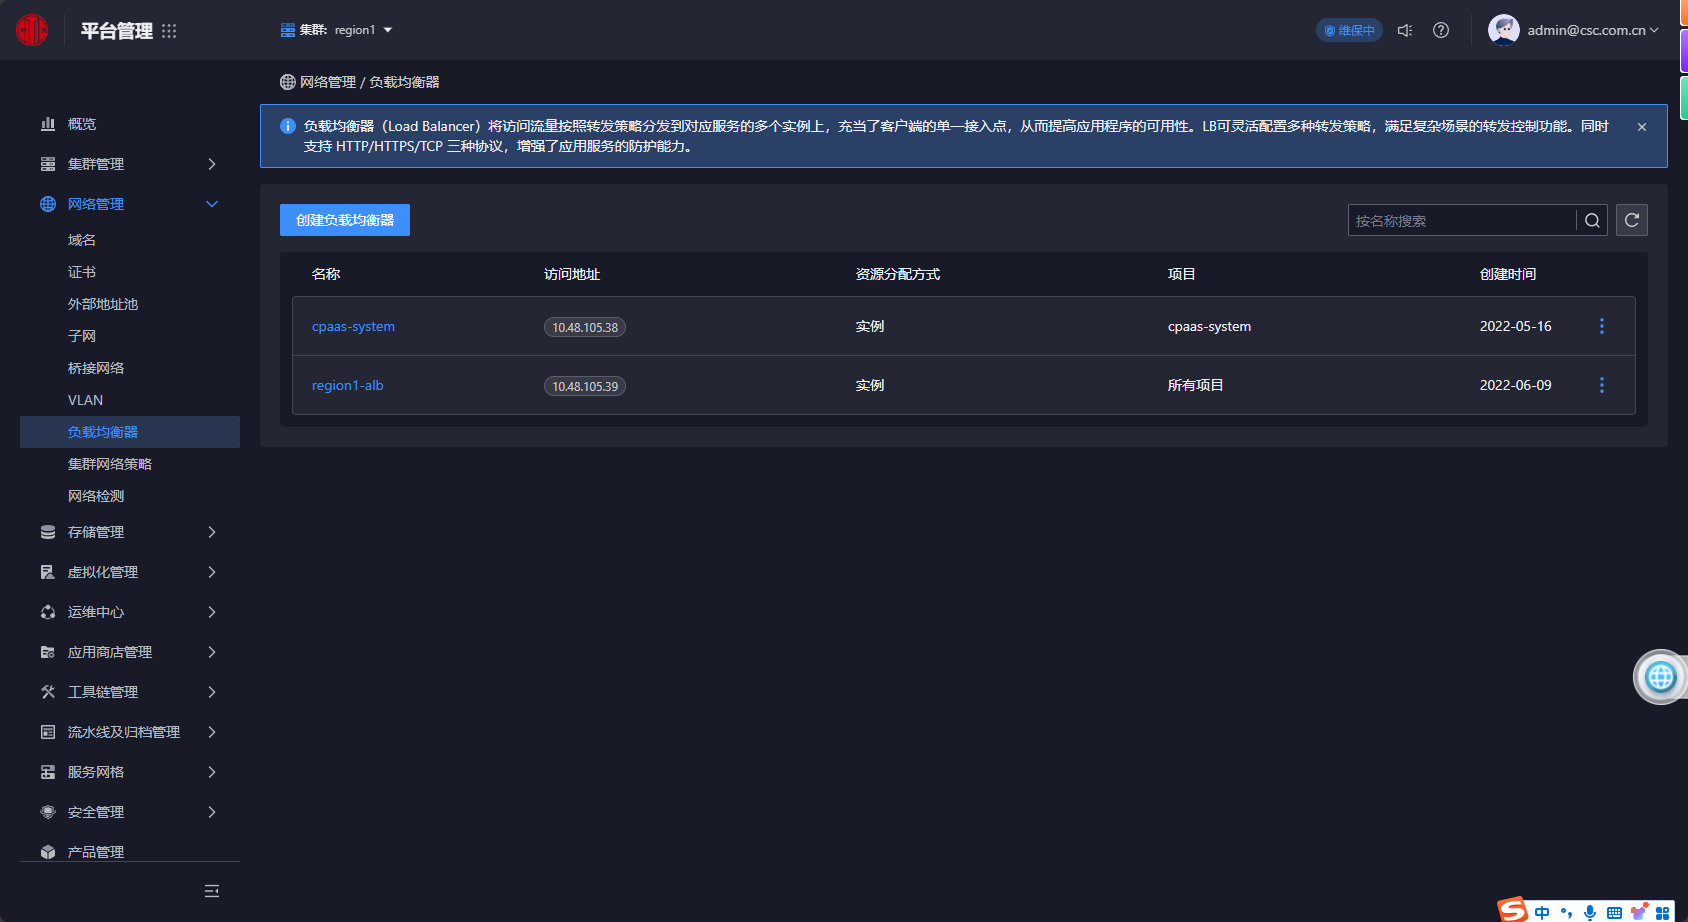 平台管理
集群: region1
维保中
admin@csc.com.cn
网络管理 / 负载均衡器
负载均衡器（Load Balancer）将访问流量按照转发策略分发到对应服务的多个实例上，充当了客户端的单一接入点，从而提高应用程序的可用性。LB可灵活配置多种转发策略，满足复杂场景的转发控制功能。同时
支持 HTTP/HTTPS/TCP 三种协议，增强了应用服务的防护能力。
概览
集群管理
网络管理
域名
证书
外部地址池
子网
桥接网络
VLAN
负载均衡器
集群网络策略
网络检测
存储管理
虚拟化管理
运维中心
应用商店管理
工具链管理
流水线及归档管理
服务网格
安全管理
产品管理
创建负载均衡器
按名称搜索
名称 访问地址 资源分配方式 项目 创建时间
cpaas-system 10.48.105.38 实例 cpaas-system 2022-05-16
region1-alb 10.48.105.39 实例 所有项目 2022-06-09
中